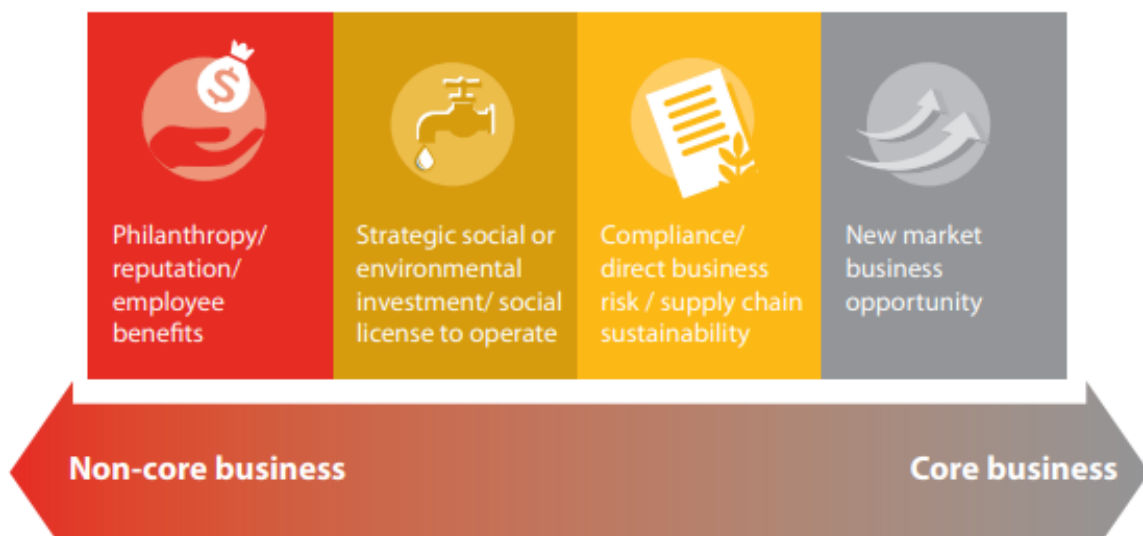 $
Philanthropy/
reputation/
employee
benefits
Strategic social or
environmental
investment/ social
license to operate
Compliance/
direct business
risk / supply chain
sustainability
New market
business
opportunity
Non-core business
Core business